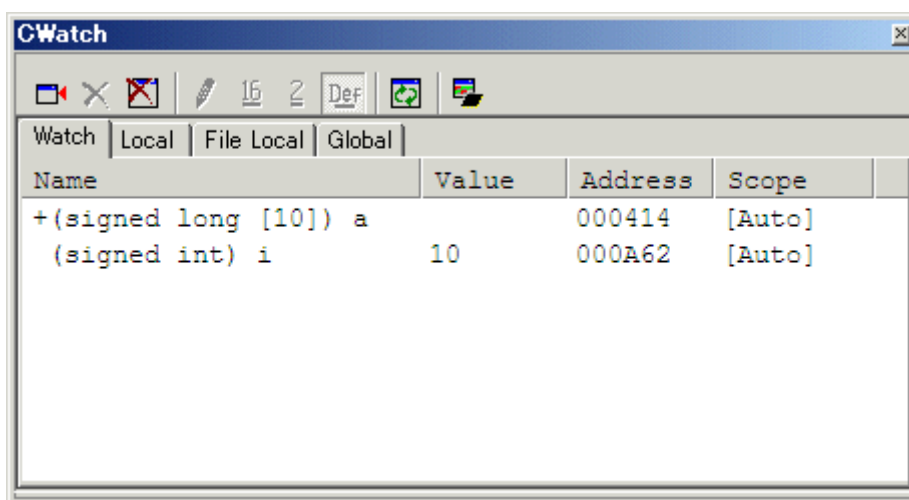 CWatch
16 2 Def
Watch Local File Local Global
Name Value Address Scope
+(signed long [10]) a 000414 [Auto]
(signed int) i 10 000A62 [Auto]